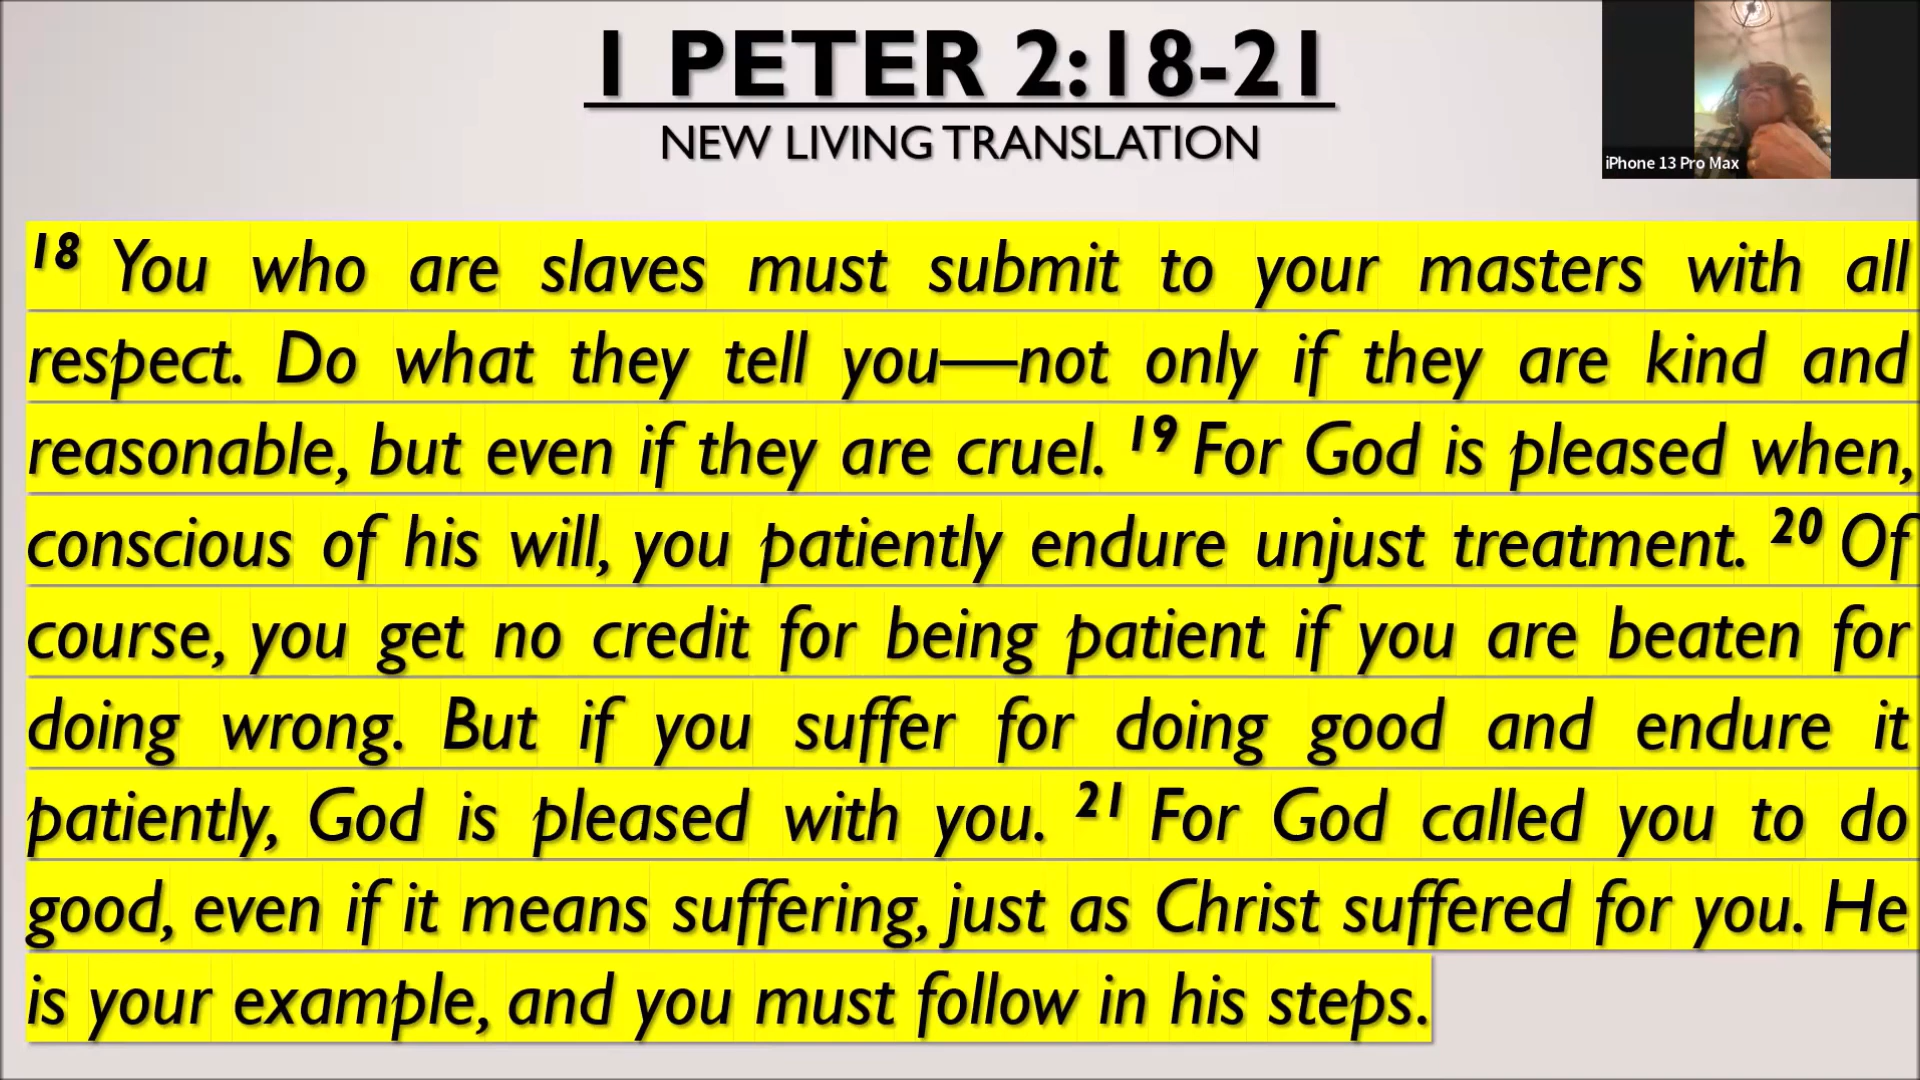 1 PETER 2:18-21
NEW LIVING TRANSLATION
iPhone 13 Pro Max
18 You who are slaves must submit to your masters with all
respect. Do what they tell you—not only if they are kind and
reasonable, but even if they are cruel. 19 For God is pleased when,
conscious of his will, you patiently endure unjust treatment. 20 Of
course, you get no credit for being patient if you are beaten for
doing wrong. But if you suffer for doing good and endure it
patiently, God is pleased with you. 21 For God called you to do
good, even if it means suffering, just as Christ suffered for you. He
is your example, and you must follow in his steps.